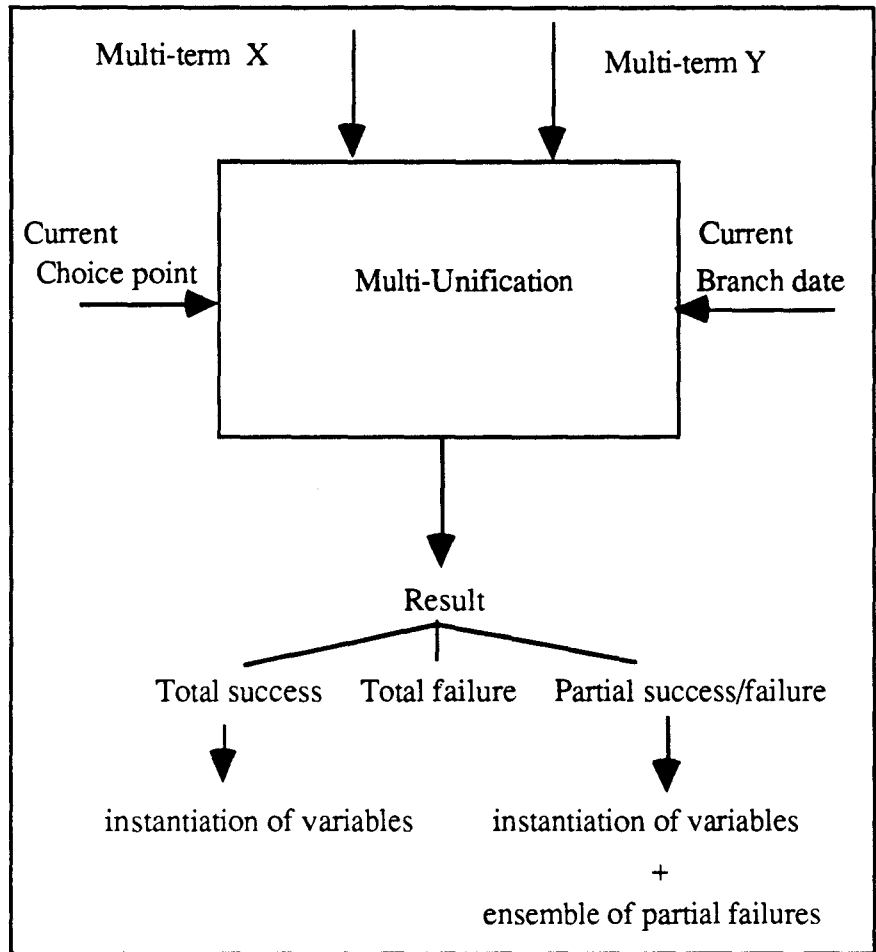 Multi-term X
Multi-term Y
Current
Choice point
Multi-Unification
Current
Branch date
Result
Total success
Total failure
Partial success/failure
instantiation of variables
instantiation of variables
+
ensemble of partial failures